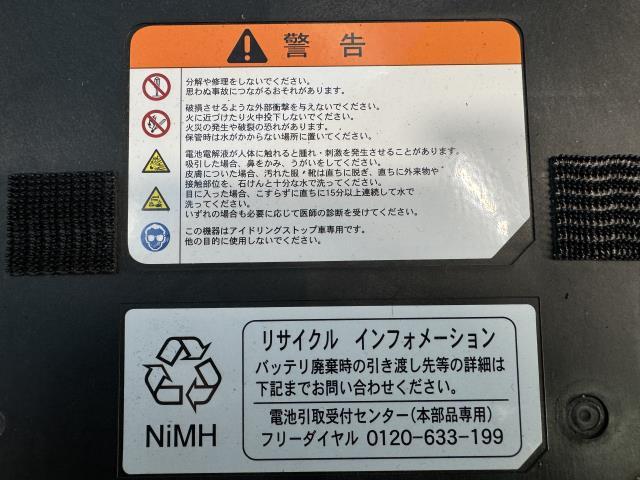 警告
分解や修理をしないでください。
思わぬ事故につながるおそれがあります。
破損させるような外部衝撃を与えないでください。
火に近づけたり火中投下しないでください。
火災の発生や破裂の恐れがあります。
保管時は水がかからない場所に置いてください。
電池電解液が人体に触れると腫れ・刺激を発生させることがあります。
吸引した場合、鼻をかみ、うがいをしてください。
皮膚についた場合、汚れた服・靴は直ちに脱ぎ、直ちに外来物や
接触部位を、石けんと十分な水で洗ってください。
目に入った場合、こすらずに直ちに15分以上連続して水で
洗ってください。
いずれの場合も必要に応じて医師の診断を受けてください。
この機器はアイドリングストップ車専用です。
他の目的に使用しないでください。
リサイクル インフォメーション
バッテリ廃棄時の引き渡し先等の詳細は
下記までお問い合わせください。
電池引取受付センター(本部品専用)
フリーダイヤル 0120-633-199
NiMH